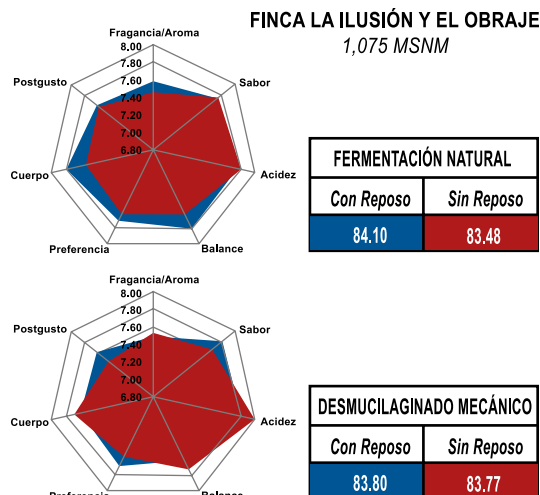 FINCA LA ILUSIÓN Y EL OBRAJE
1,075 MSNM
Fragancia/Aroma
8.00
7.80
7.60
7.40
7.20
7.00
6.80
Sabor
Acidez
Balance
Preferencia
Cuerpo
Postgusto
FERMENTACIÓN NATURAL
Con Reposo Sin Reposo
84.10 83.48
Fragancia/Aroma
8.00
7.80
7.60
7.40
7.20
7.00
6.80
Sabor
Acidez
Balance
Preferencia
Cuerpo
Postgusto
DESMUCILAGINADO MECÁNICO
Con Reposo Sin Reposo
83.80 83.77